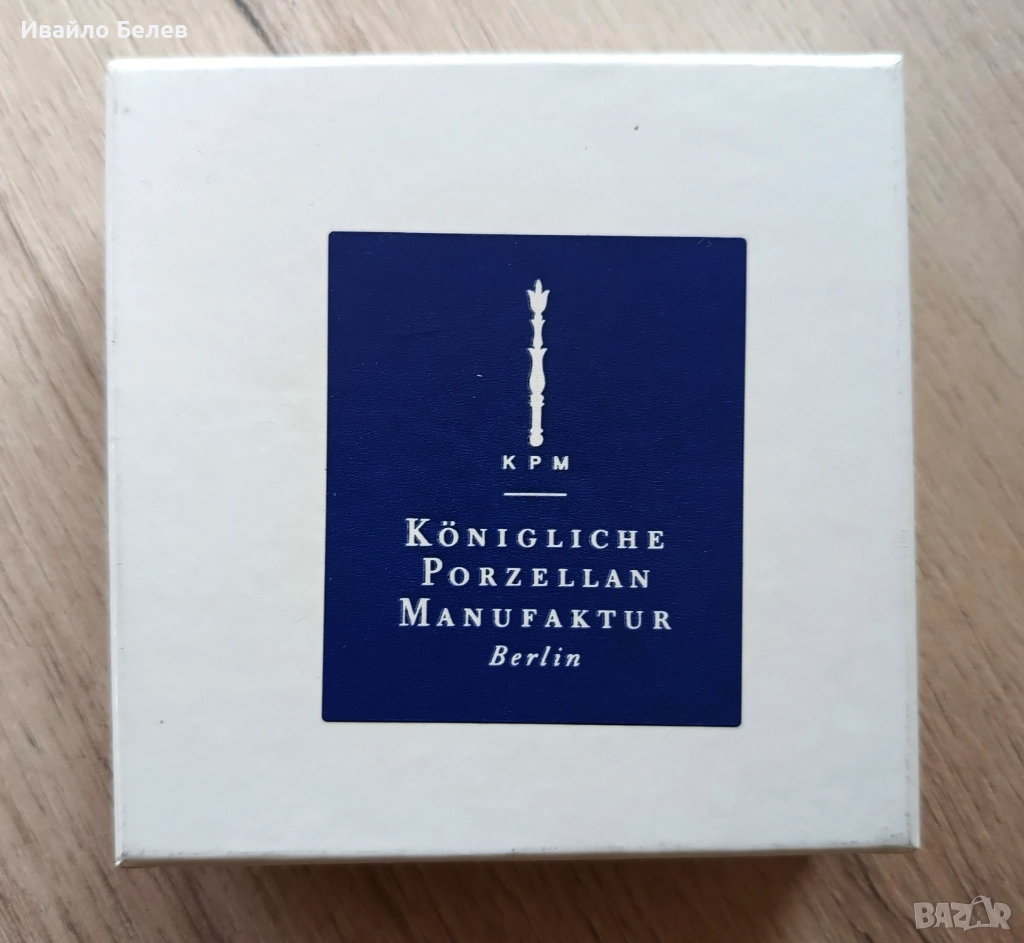 Ивайло Белев
KPM
KÖNIGLICHE
PORZELLAN
MANUFAKTUR
Berlin
BAZAR